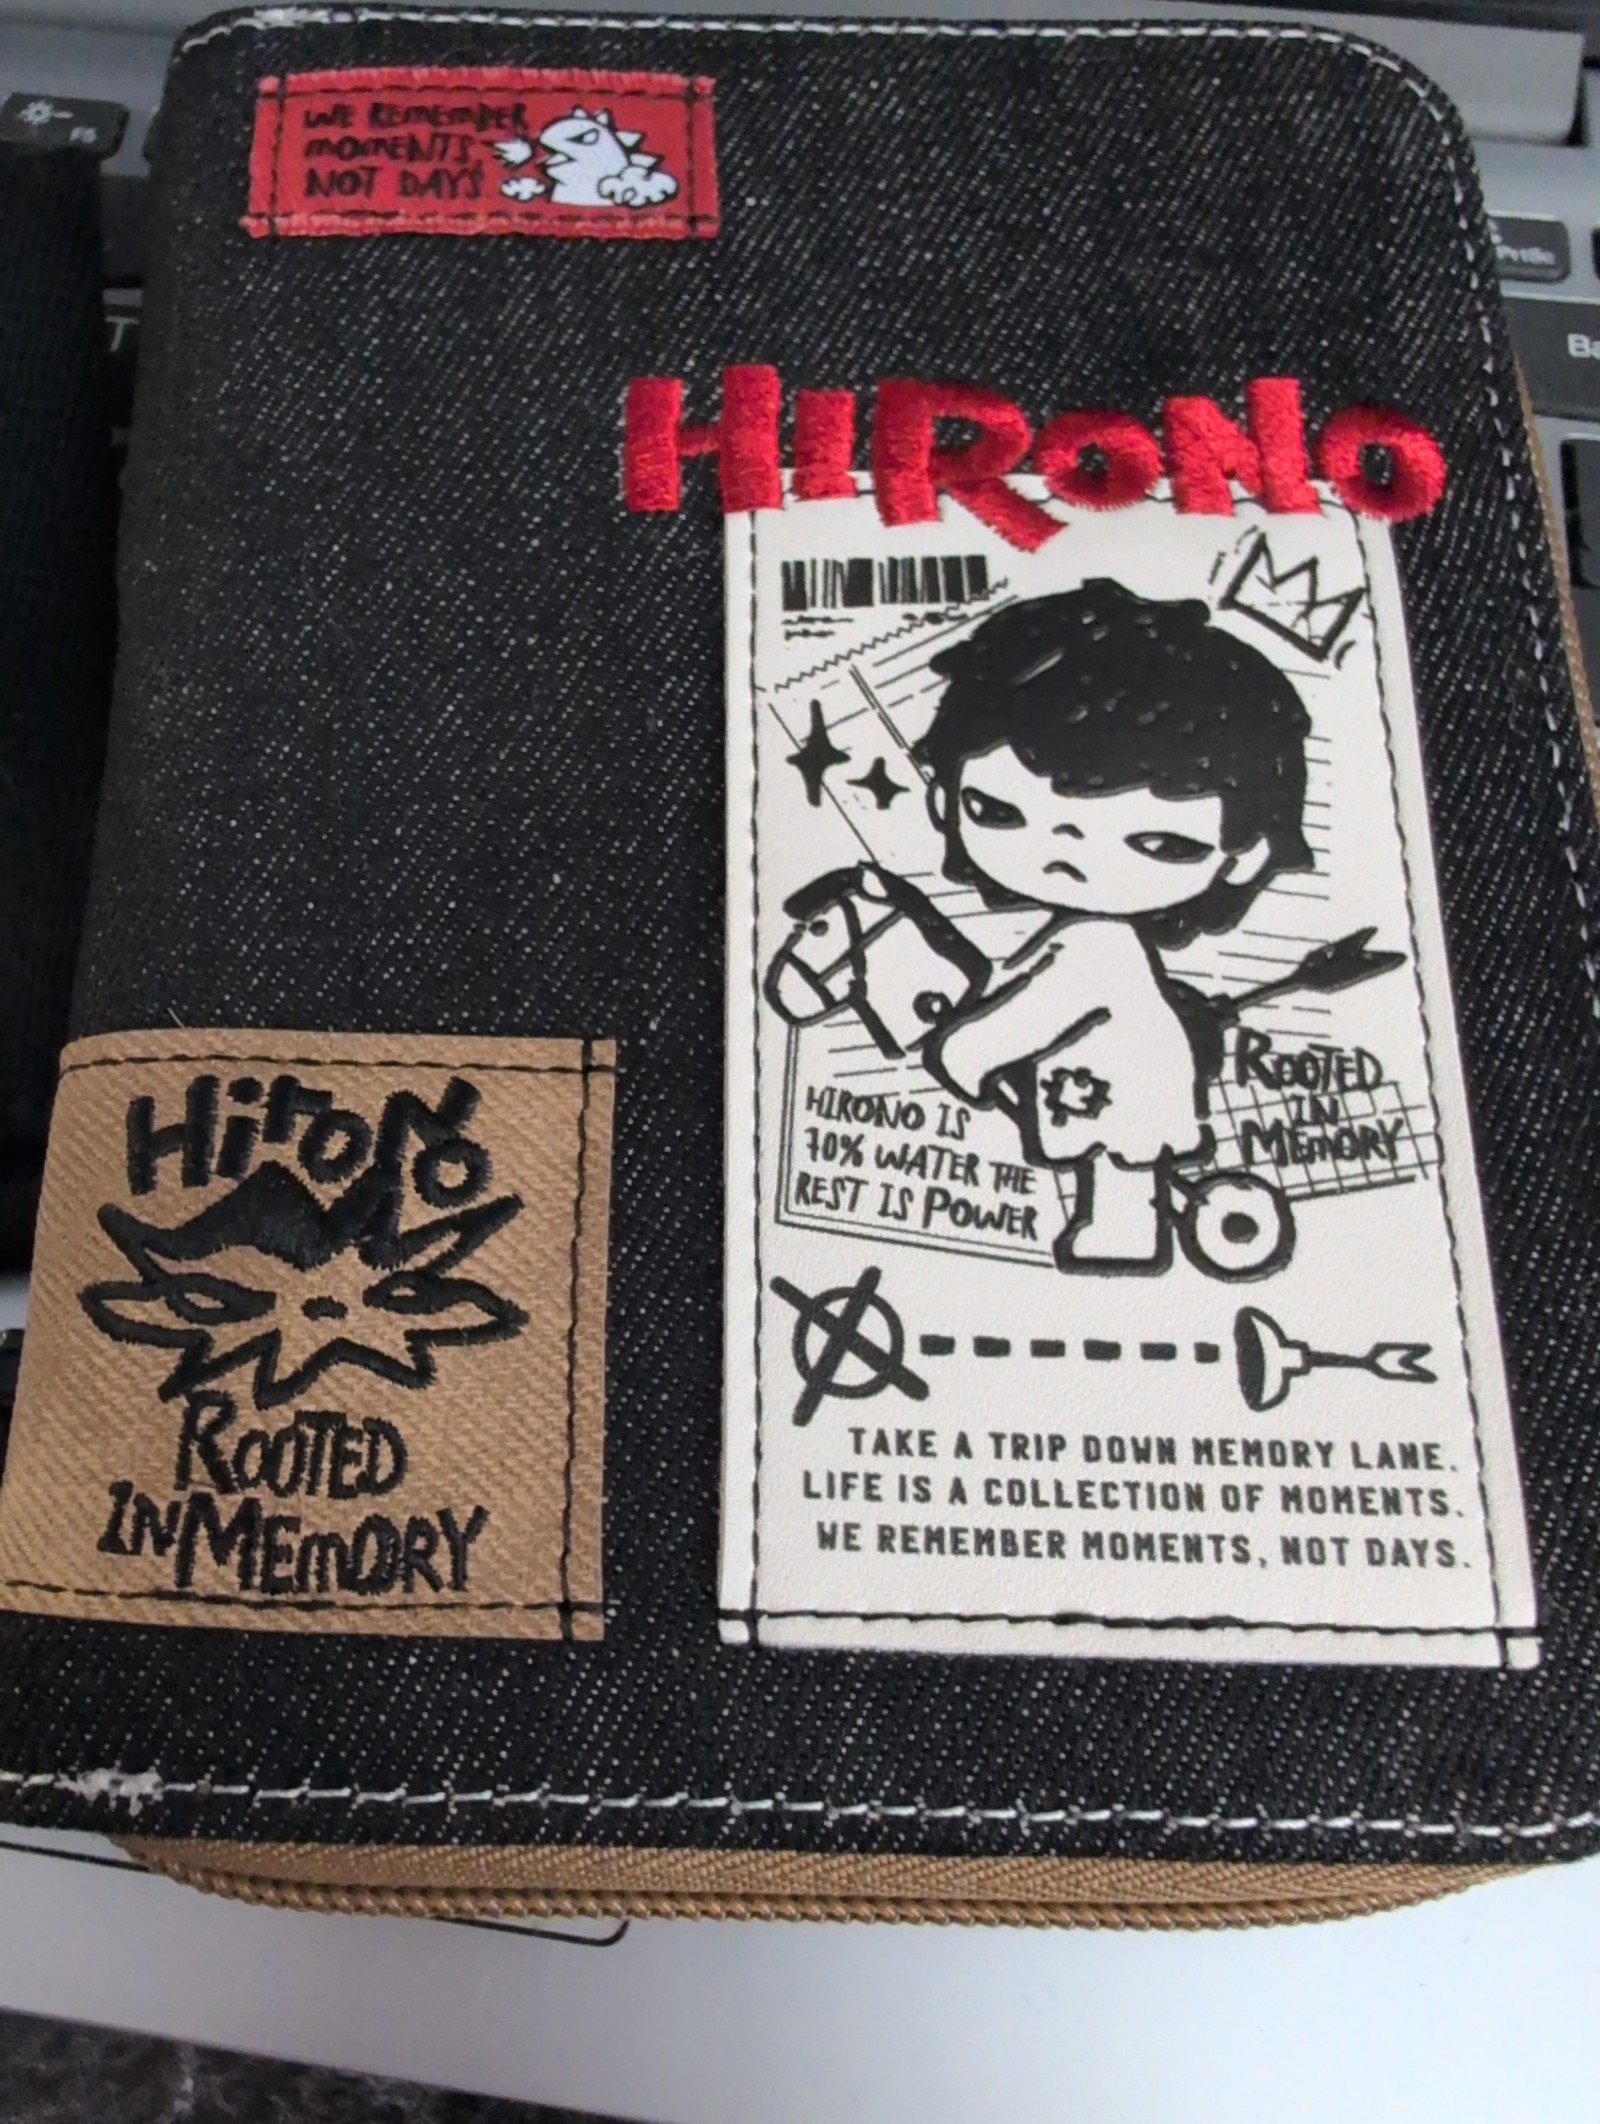 F5
WE REMEMBER
MOMENTS,
NOT DAYS
HIRONO
HIRONO IS
70% WATER THE
REST IS POWER
ROOTED
IN
MEMORY
HiroNo
ROOTED
IN MEmORY
TAKE A TRIP DOWN MEMORY LANE.
LIFE IS A COLLECTION OF MOMENTS.
WE REMEMBER MOMENTS, NOT DAYS.